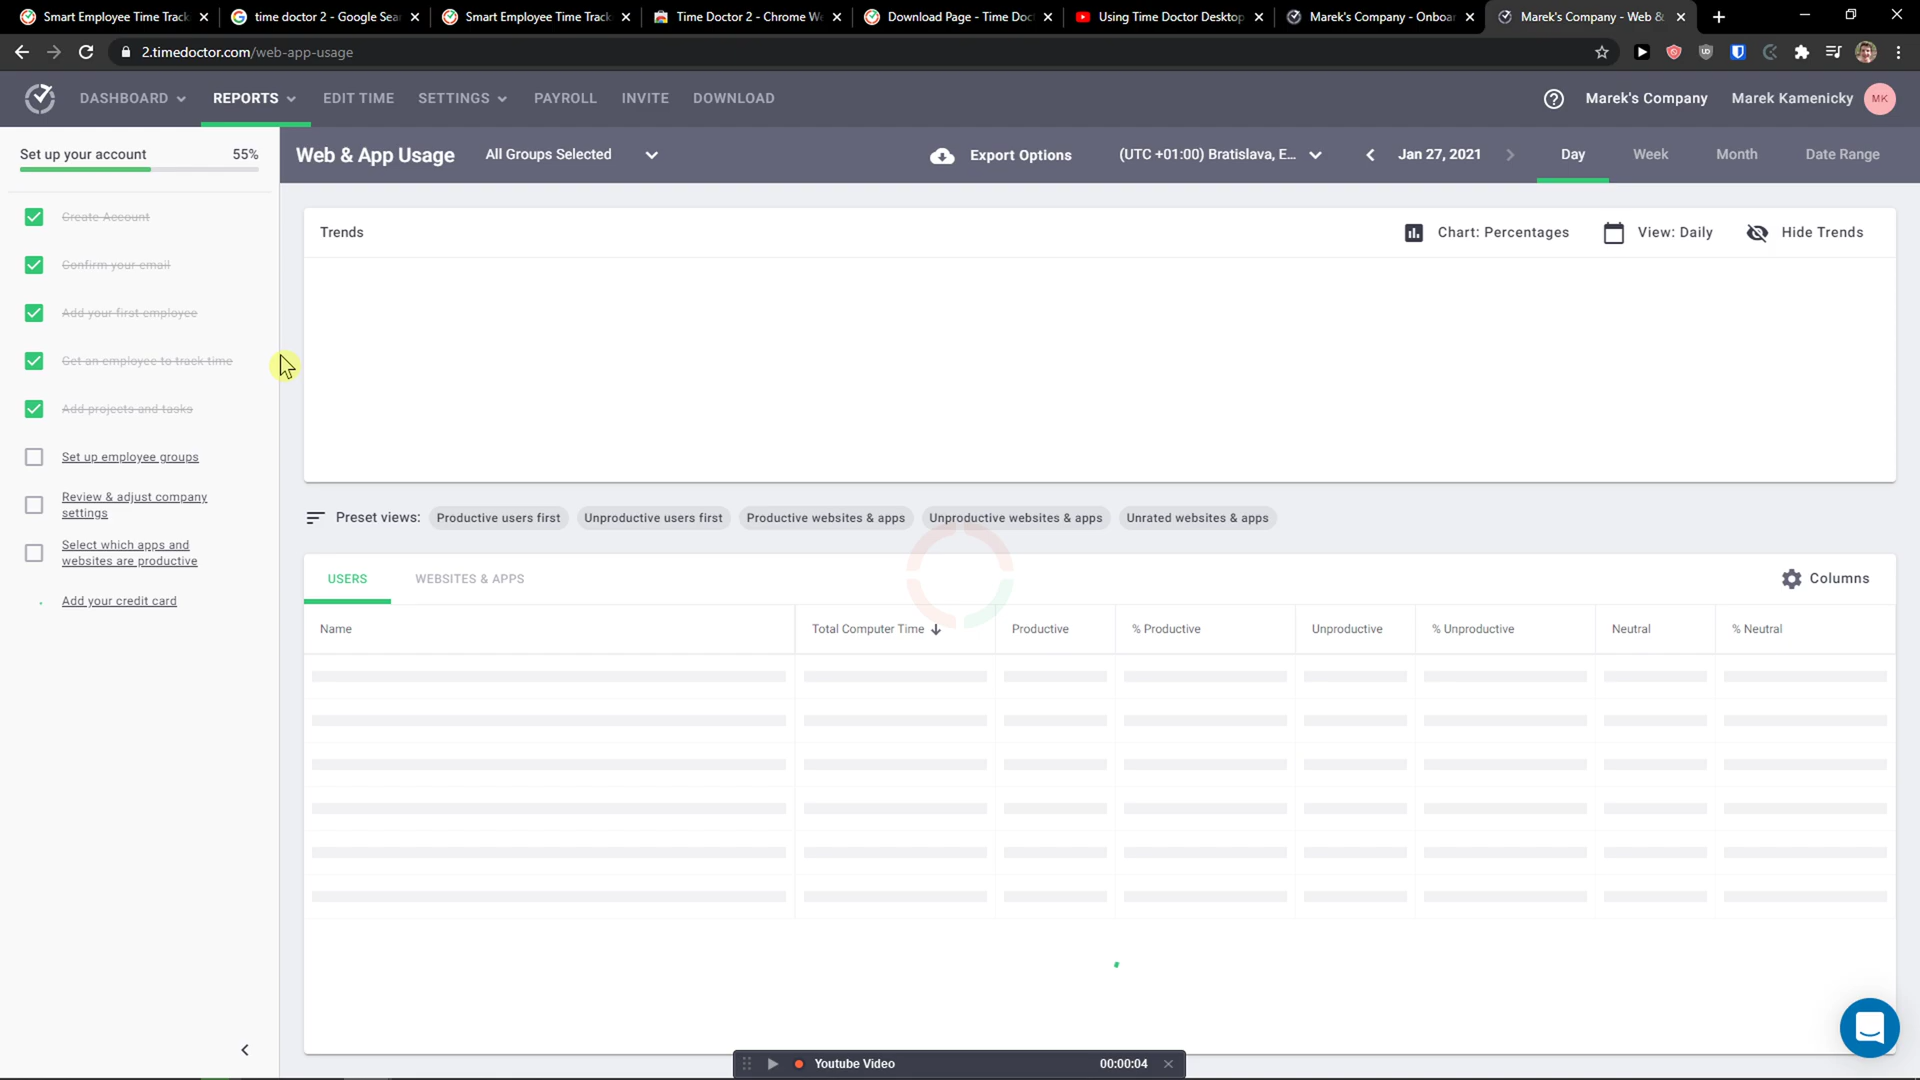 Smart Employee Time Track
time doctor 2 - Google Sea
Smart Employee Time Track
Time Doctor 2 - Chrome We
Download Page - Time Doct
Using Time Doctor Desktop
Marek's Company - Onboa
Marek's Company - Web &
2.timedoctor.com/web-app-usage
DASHBOARD
REPORTS
EDIT TIME
SETTINGS
PAYROLL
INVITE
DOWNLOAD
Marek's Company
Marek Kamenicky
MK
Set up your account
55%
Web & App Usage
All Groups Selected
Export Options
(UTC +01:00) Bratislava, E...
Jan 27, 2021
Day
Week
Month
Date Range
Create Account
Confirm your email
Add your first employee
Get an employee to track time
Add projects and tasks
Set up employee groups
Review & adjust company
settings
Select which apps and
websites are productive
Add your credit card
Trends
Chart: Percentages
View: Daily
Hide Trends
Preset views:
Productive users first
Unproductive users first
Productive websites & apps
Unproductive websites & apps
Unrated websites & apps
USERS
WEBSITES & APPS
Columns
Name
Total Computer Time
Productive
% Productive
Unproductive
% Unproductive
Neutral
% Neutral
Youtube Video
00:00:04